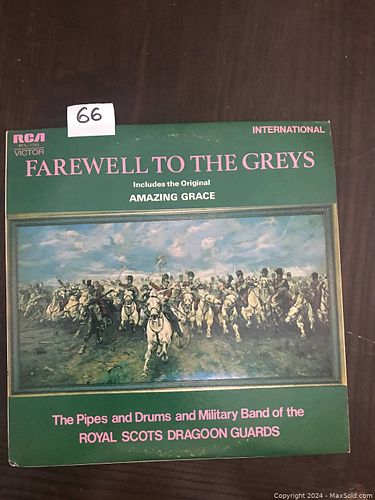 66
RCA
VICTOR
INTERNATIONAL
FAREWELL TO THE GREYS
Includes the Original
AMAZING GRACE
The Pipes and Drums and Military Band of the
ROYAL SCOTS DRAGOON GUARDS
Copyright 2024 - MaxSold.com